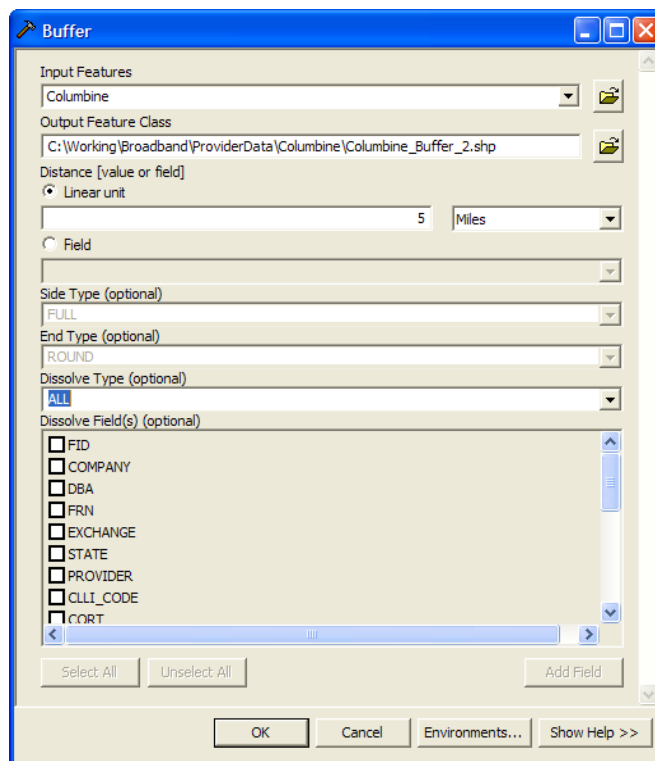 Buffer
Input Features
Columbine
Output Feature Class
C:\Working\Broadband\ProviderData\Columbine\Columbine_Buffer_2.shp
Distance [value or field]
Linear unit
5 Miles
Field
Side Type (optional)
FULL
End Type (optional)
ROUND
Dissolve Type (optional)
ALL
Dissolve Field(s) (optional)
FID
COMPANY
DBA
FRN
EXCHANGE
STATE
PROVIDER
CLLI_CODE
CORT
Select All Unselect All Add Field
OK Cancel Environments... Show Help >>